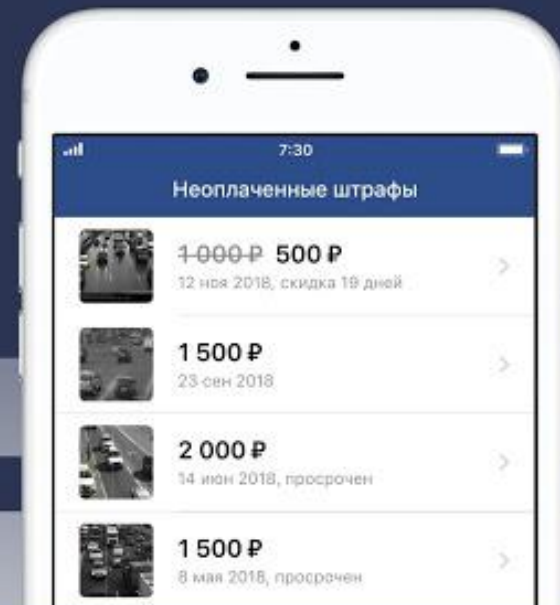 7:30
Неоплаченные штрафы
1 000 ₽ 500 ₽
12 ноя 2018, скидка 19 дней
1 500 ₽
23 сен 2018
2 000 ₽
14 июн 2018, просрочен
1 500 ₽
8 мая 2018, просрочен